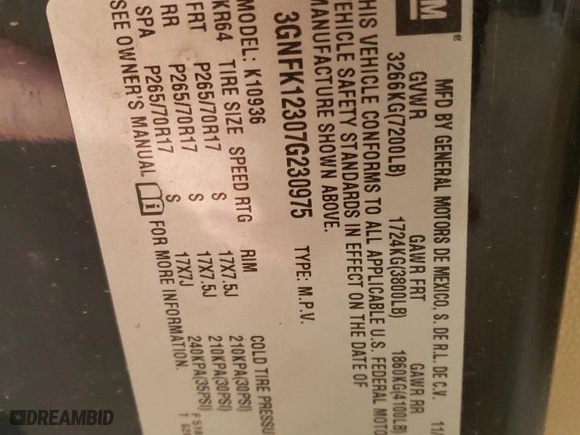 GM®
MFD BY GENERAL MOTORS DE MEXICO, S. DE R.L. DE C.V. 11/
GVWR GAWR FRT GAWR RR
3266KG(7200LB) 1724KG(3800LB) 1860KG(4100LB)
THIS VEHICLE CONFORMS TO ALL APPLICABLE U.S. FEDERAL MOTO
VEHICLE SAFETY STANDARDS IN EFFECT ON THE DATE OF
MANUFACTURE SHOWN ABOVE.
3GNFK12307G230975 TYPE: M.P.V.
MODEL: K10936
KR64 TIRE SIZE SPEED RTG RIM COLD TIRE PRESSU
FRT P265/70R17 S 17X7.5J 210KPA(30PSI)
RR P265/70R17 S 17X7.5J 210KPA(30PSI)
SPA P265/70R17 S 17X7J 240KPA(35PSI)
SEE OWNER'S MANUAL FOR MORE INFORMATION.
DREAMBID